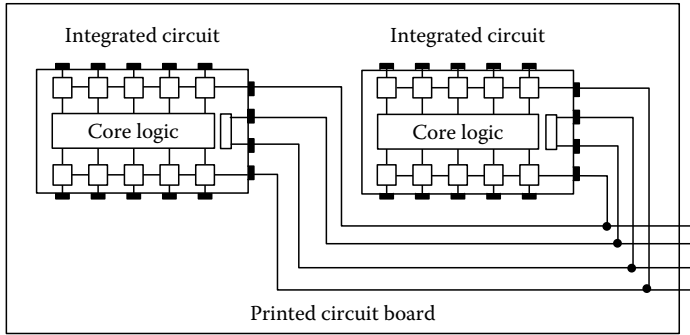 Integrated circuit
Integrated circuit
Core logic
Core logic
Printed circuit board